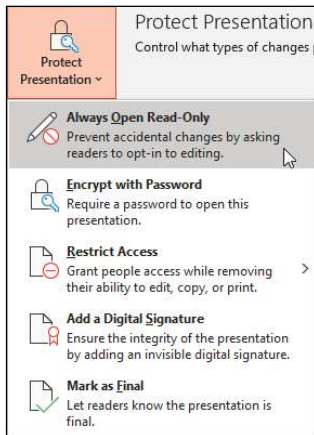 Protect Presentation
Control what types of changes
Protect
Presentation
Always Open Read-Only
Prevent accidental changes by asking
readers to opt-in to editing.
Encrypt with Password
Require a password to open this
presentation.
Restrict Access
Grant people access while removing
their ability to edit, copy, or print.
Add a Digital Signature
Ensure the integrity of the presentation
by adding an invisible digital signature.
Mark as Final
Let readers know the presentation is
final.